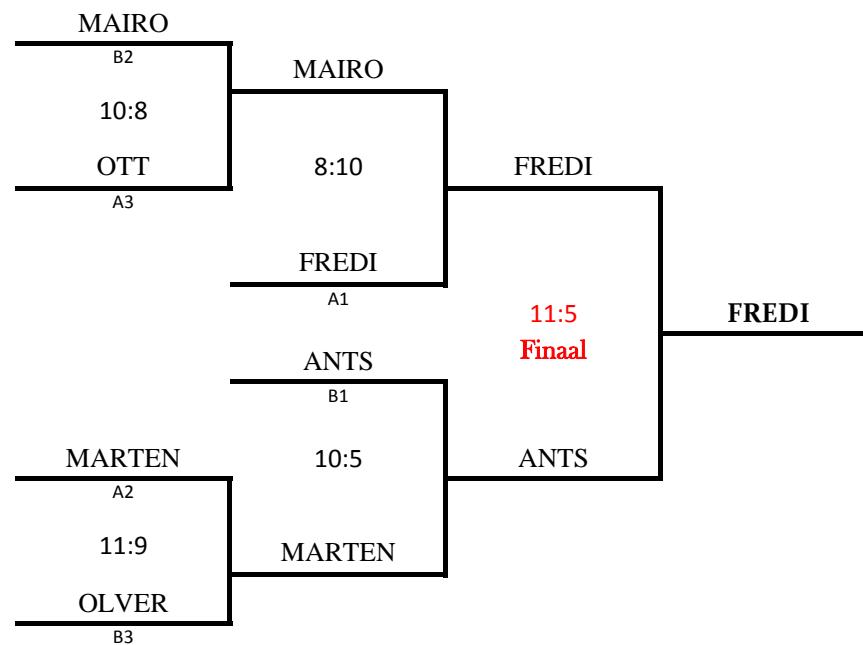 MAIRO
B2
MAIRO
10:8
OTT
8:10
FREDI
A3
FREDI
A1
11:5
FREDI
Finaal
ANTS
B1
MARTEN
10:5
ANTS
A2
11:9
MARTEN
OLVER
B3